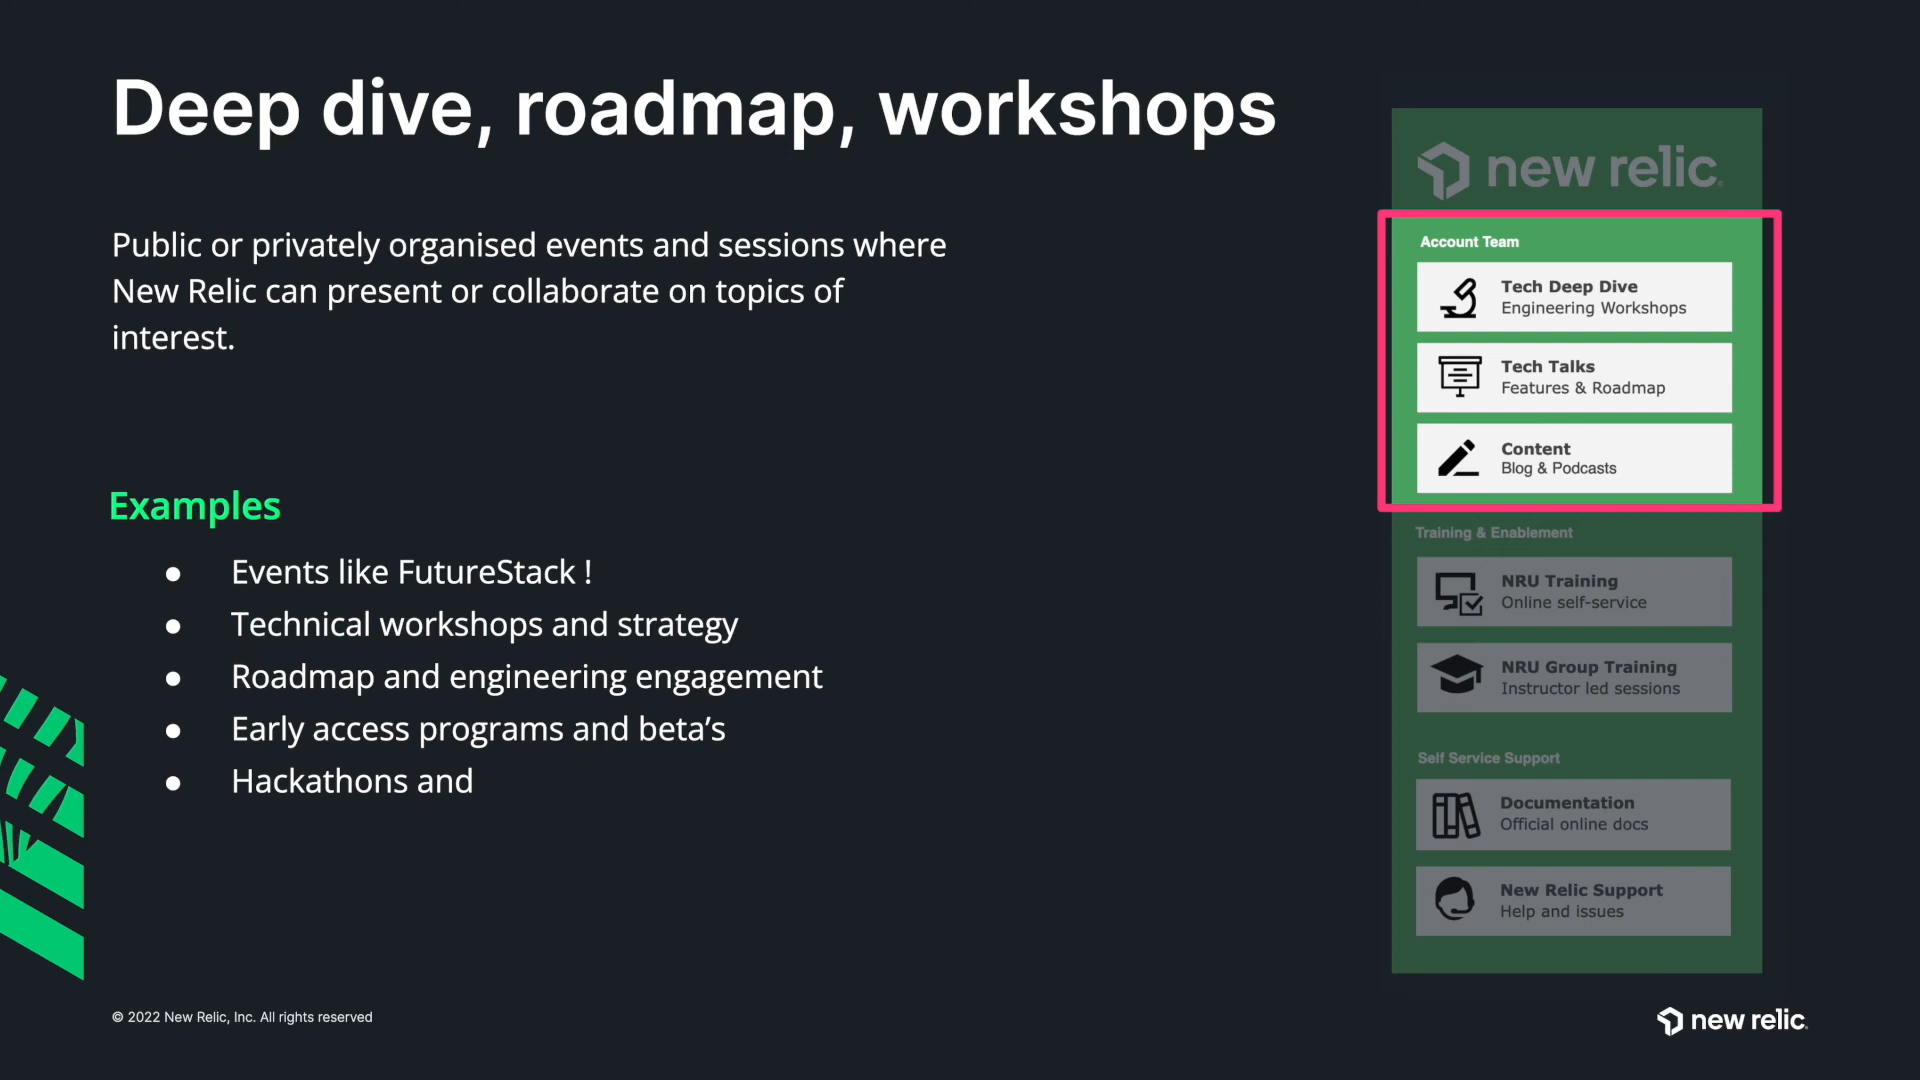 Deep dive, roadmap, workshops
Public or privately organised events and sessions where
New Relic can present or collaborate on topics of
interest.
Examples
● Events like FutureStack !
● Technical workshops and strategy
● Roadmap and engineering engagement
● Early access programs and beta’s
● Hackathons and
new relic.
Account Team
Tech Deep Dive
Engineering Workshops
Tech Talks
Features & Roadmap
Content
Blog & Podcasts
Training & Enablement
NRU Training
Online self-service
NRU Group Training
Instructor led sessions
Self Service Support
Documentation
Official online docs
New Relic Support
Help and issues
© 2022 New Relic, Inc. All rights reserved
new relic.